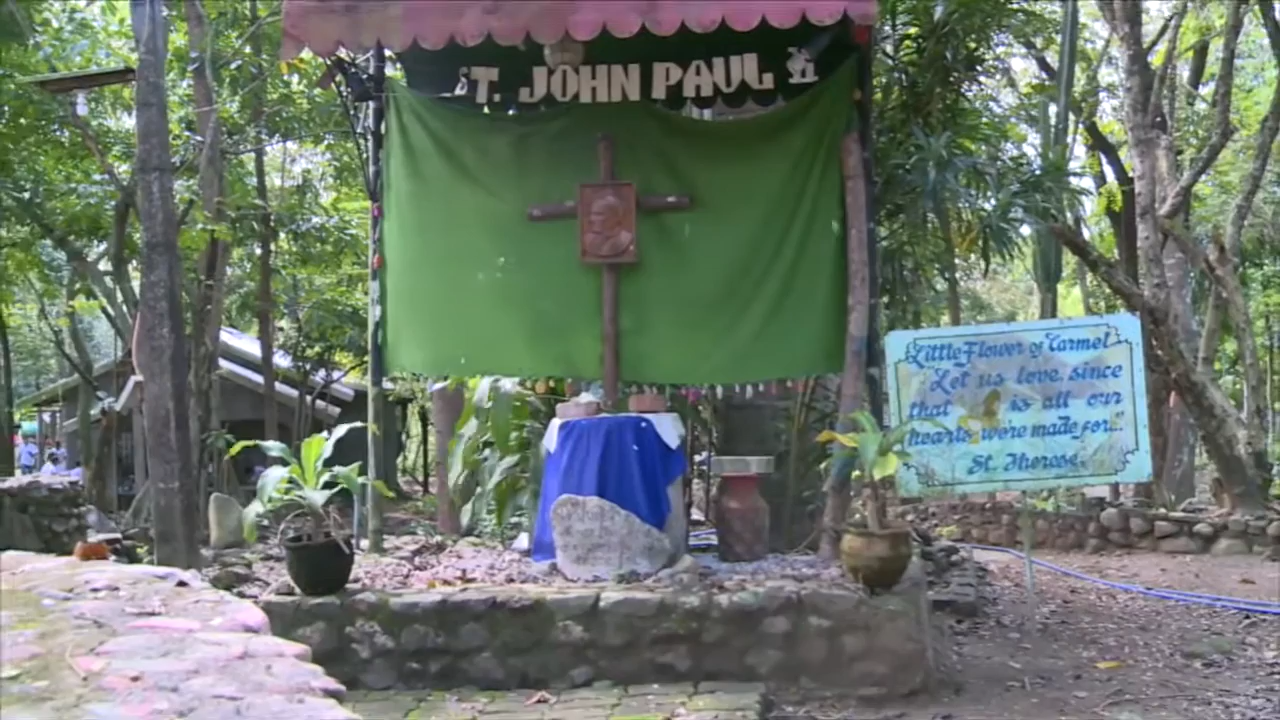 ST. JOHN PAUL II
Little Flower of Carmel
"Let us love, since
that is all our
hearts were made for..."
St. Therese.